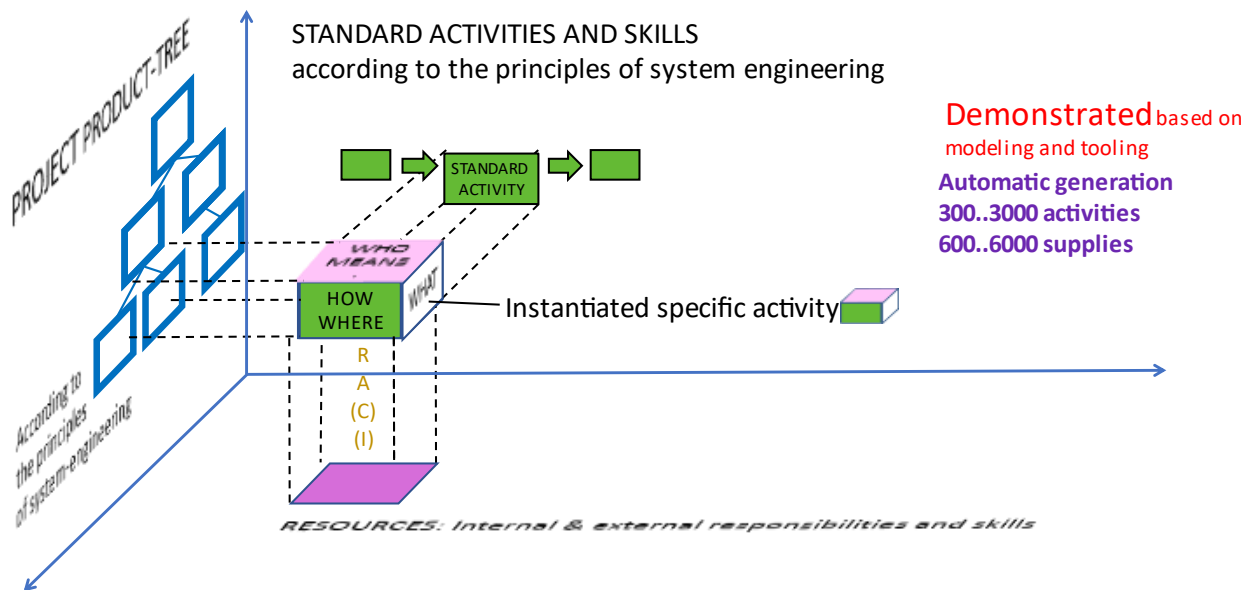 STANDARD ACTIVITIES AND SKILLS
according to the principles of system engineering
PROJECT PRODUCT-TREE
Demonstrated based on
modeling and tooling
Automatic generation
300..3000 activities
600..6000 supplies
STANDARD
ACTIVITY
WHO
MEANS
WHAT
HOW
WHERE
Instantiated specific activity
R
A
(C)
(I)
According to
the principles
of system-engineering
RESOURCES: Internal & external responsibilities and skills